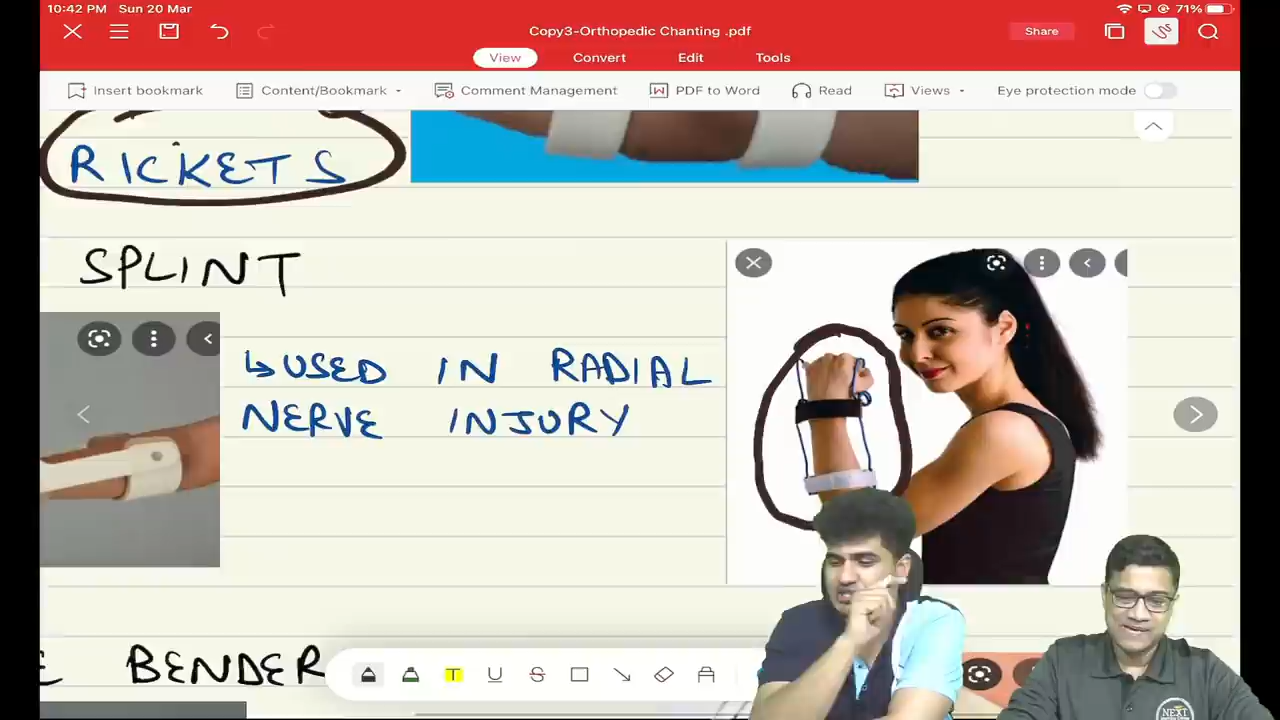 10:42 PM Sun 20 Mar
71%
Copy3-Orthopedic Chanting .pdf
Share
View
Convert
Edit
Tools
Insert bookmark
Content/Bookmark
Comment Management
PDF to Word
Read
Views
Eye protection mode
RICKETS
SPLINT
↳USED IN RADIAL
NERVE INJURY
E BENDER
T U S
NEXT